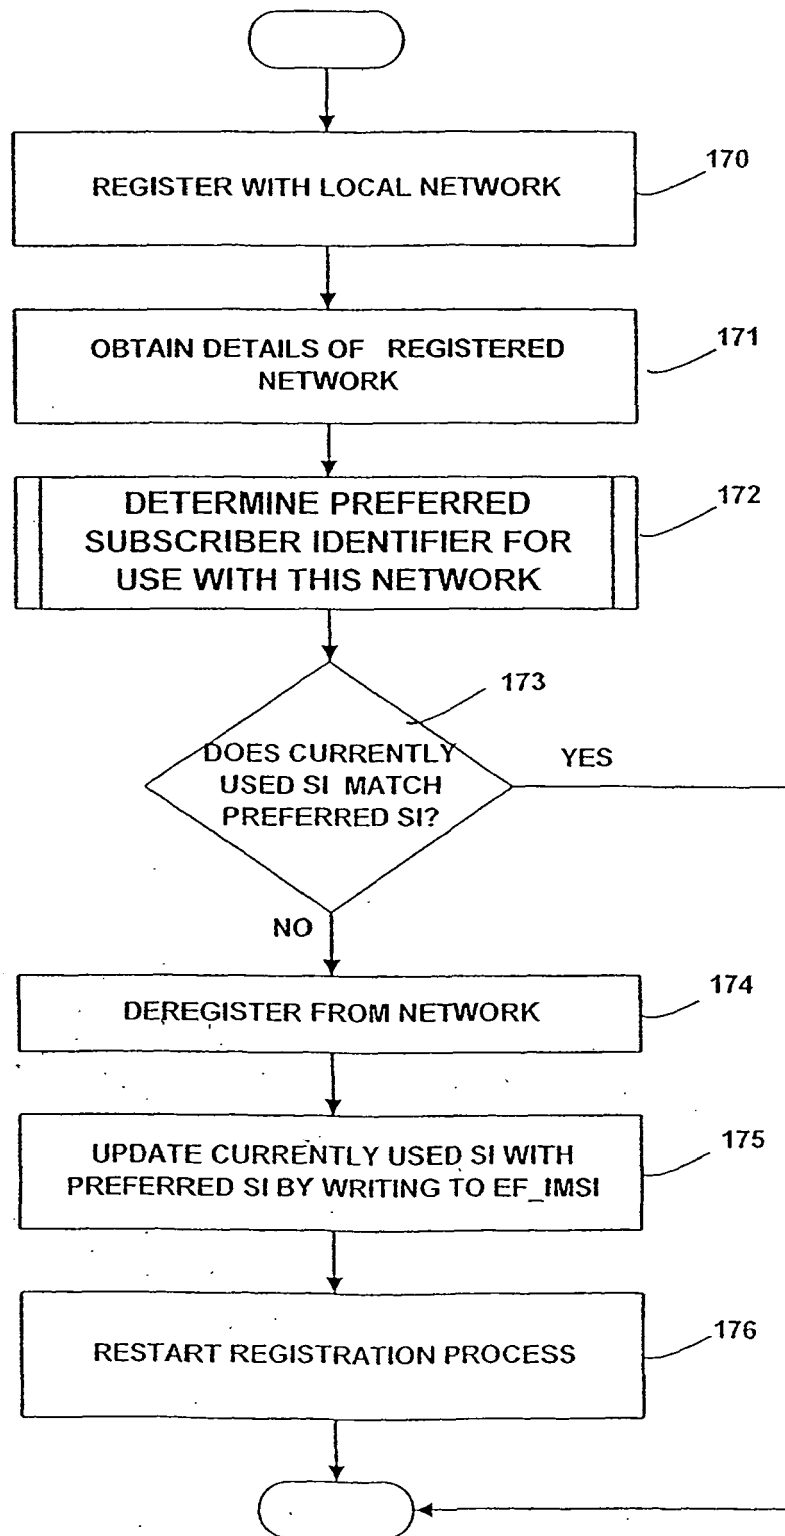 170
REGISTER WITH LOCAL NETWORK
171
OBTAIN DETAILS OF REGISTERED
NETWORK
172
DETERMINE PREFERRED
SUBSCRIBER IDENTIFIER FOR
USE WITH THIS NETWORK
173
DOES CURRENTLY
USED SI MATCH
PREFERRED SI?
YES
NO
174
DEREGISTER FROM NETWORK
175
UPDATE CURRENTLY USED SI WITH
PREFERRED SI BY WRITING TO EF_IMSI
176
RESTART REGISTRATION PROCESS